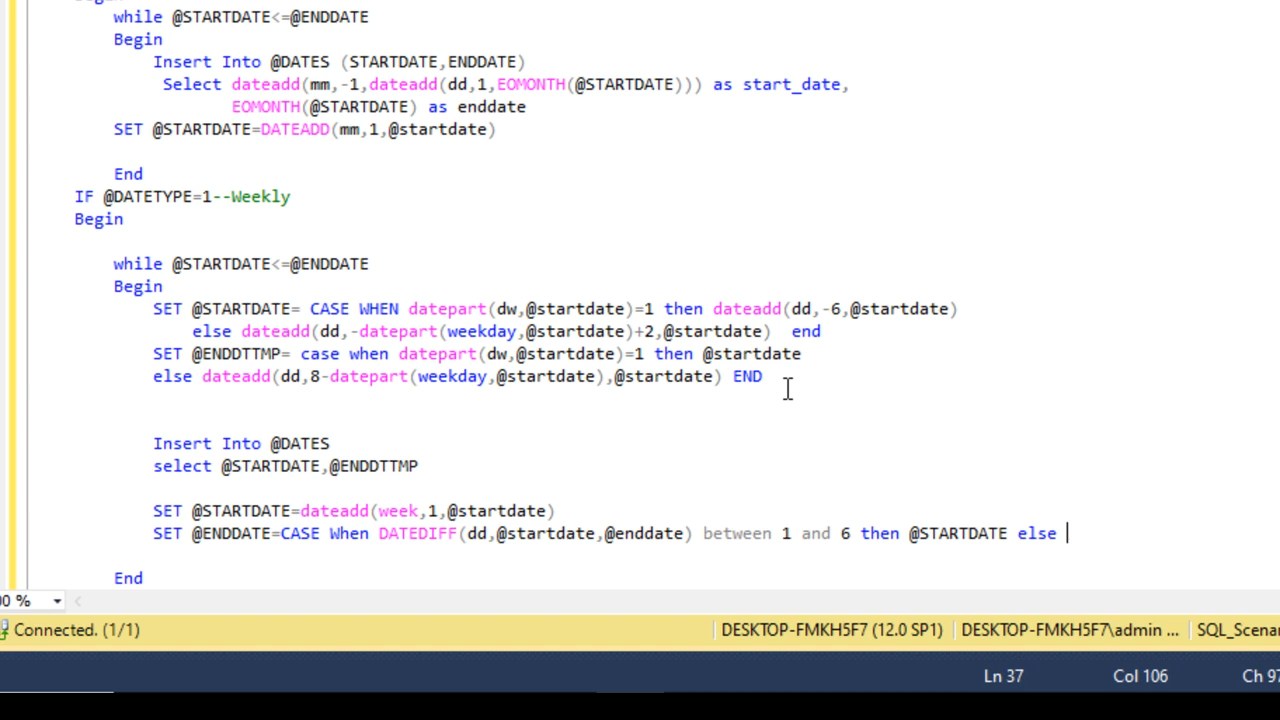 while @STARTDATE<=@ENDDATE
Begin
Insert Into @DATES (STARTDATE,ENDDATE)
Select dateadd(mm,-1,dateadd(dd,1,EOMONTH(@STARTDATE))) as start_date,
EOMONTH(@STARTDATE) as enddate
SET @STARTDATE=DATEADD(mm,1,@startdate)
End
IF @DATETYPE=1--Weekly
Begin
while @STARTDATE<=@ENDDATE
Begin
SET @STARTDATE= CASE WHEN datepart(dw,@startdate)=1 then dateadd(dd,-6,@startdate)
else dateadd(dd,-datepart(weekday,@startdate)+2,@startdate)  end
SET @ENDDTTMP= case when datepart(dw,@startdate)=1 then @startdate
else dateadd(dd,8-datepart(weekday,@startdate),@startdate) END
Insert Into @DATES
select @STARTDATE,@ENDDTTMP
SET @STARTDATE=dateadd(week,1,@startdate)
SET @ENDDATE=CASE When DATEDIFF(dd,@startdate,@enddate) between 1 and 6 then @STARTDATE else
End
00 %
Connected. (1/1) DESKTOP-FMKH5F7 (12.0 SP1) DESKTOP-FMKH5F7\admin ... SQL_Scenar
Ln 37 Col 106 Ch 97